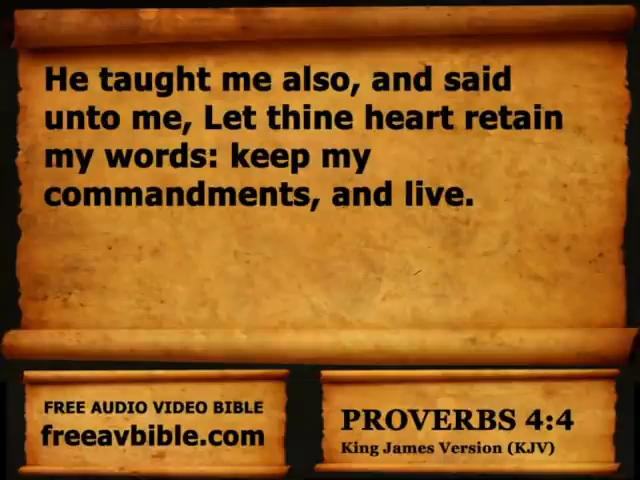 He taught me also, and said
unto me, Let thine heart retain
my words: keep my
commandments, and live.
FREE AUDIO VIDEO BIBLE
freeavbible.com
PROVERBS 4:4
King James Version (KJV)